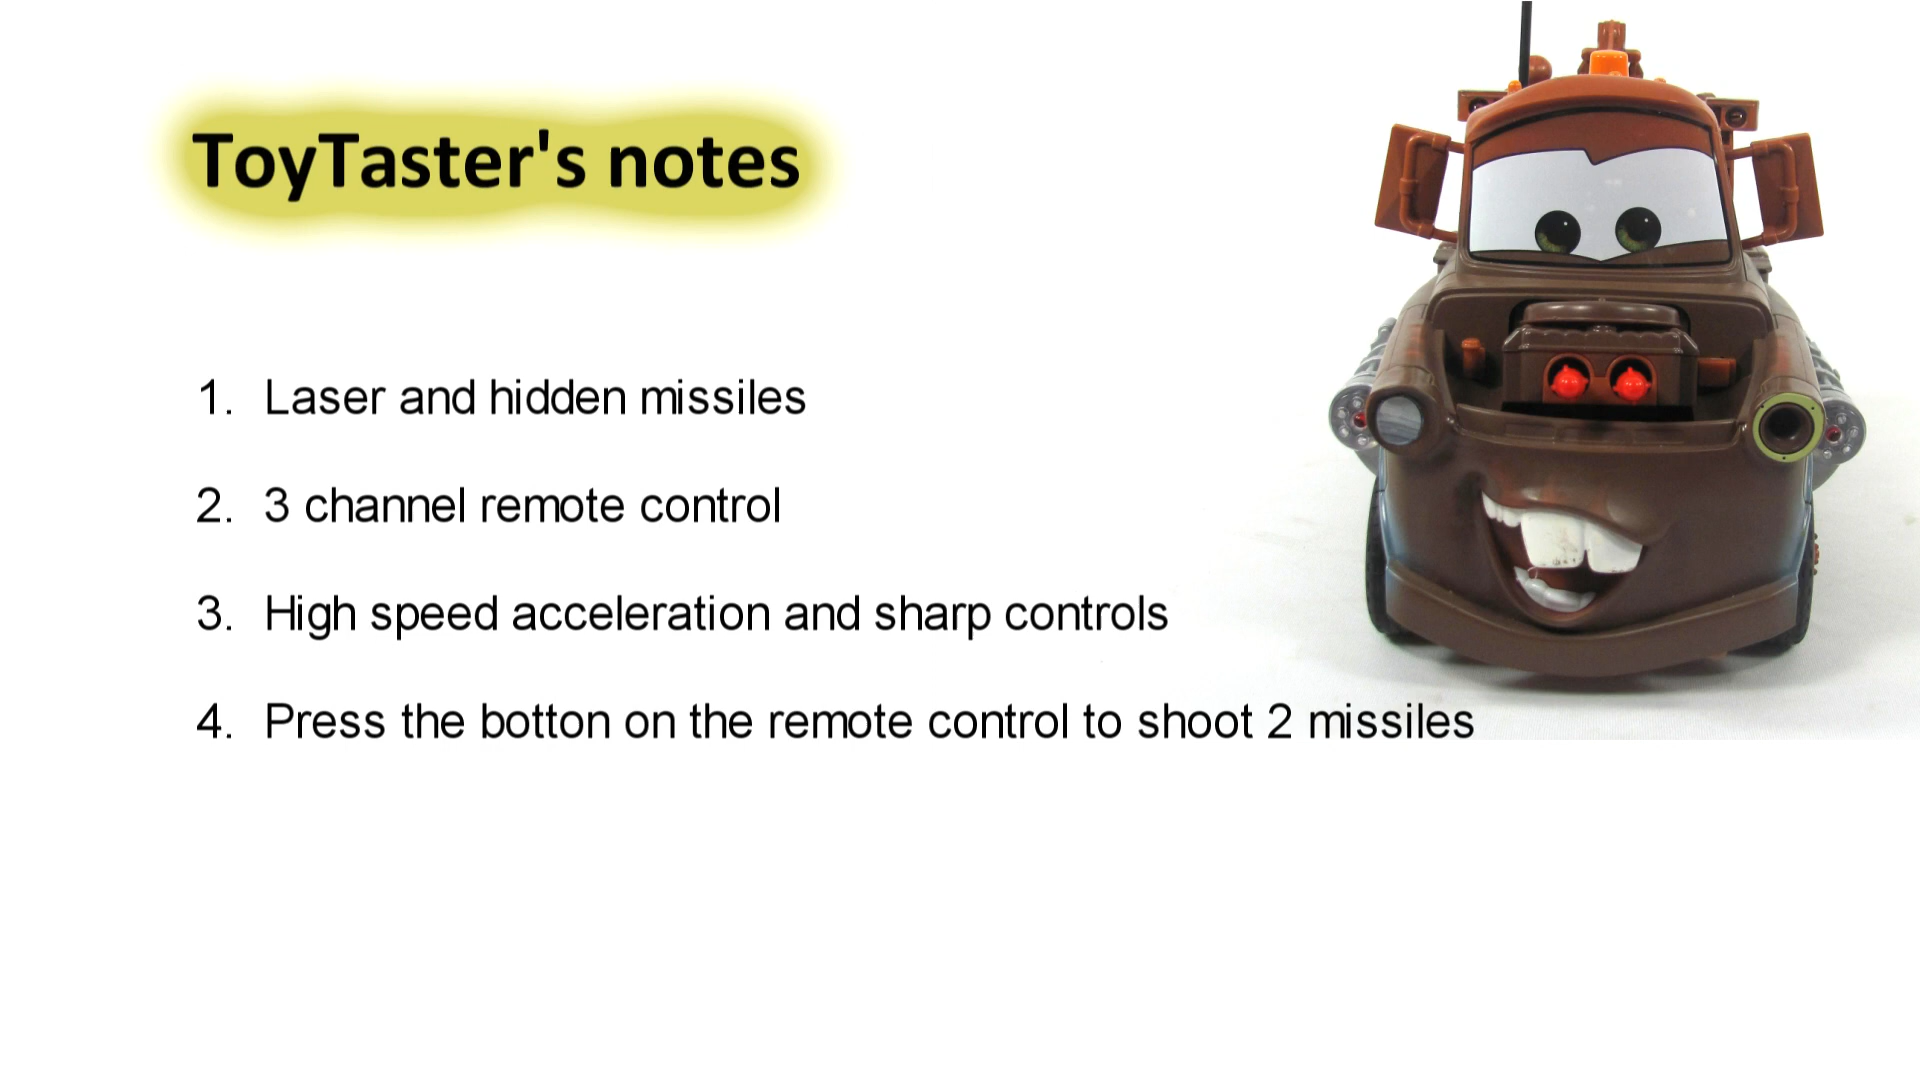 ToyTaster's notes
1. Laser and hidden missiles
2. 3 channel remote control
3. High speed acceleration and sharp controls
4. Press the botton on the remote control to shoot 2 missiles